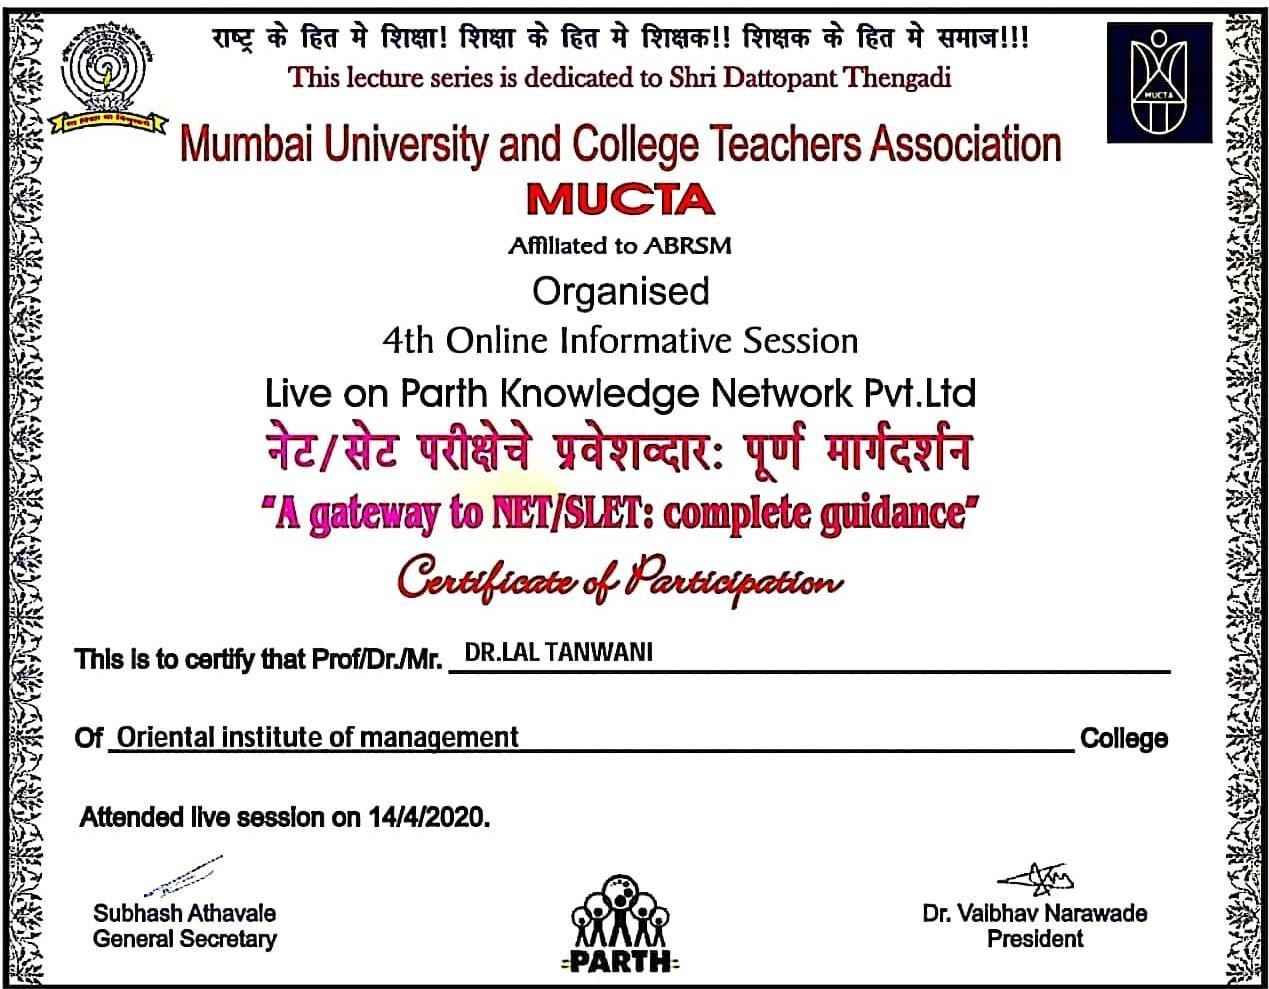 राष्ट्र के हित मे शिक्षा! शिक्षा के हित मे शिक्षक!! शिक्षक के हित मे समाज!!!
This lecture series is dedicated to Shri Dattopant Thengadi
MUCTA
सा विद्या या विमुक्तये
Mumbai University and College Teachers Association
MUCTA
Affiliated to ABRSM
Organised
4th Online Informative Session
Live on Parth Knowledge Network Pvt.Ltd
नेट/सेट परीक्षेचे प्रवेशव्दार: पूर्ण मार्गदर्शन
"A gateway to NET/SLET: complete guidance"
Certificate of Participation
This is to certify that Prof/Dr./Mr. DR.LAL TANWANI
Of Oriental institute of management College
Attended live session on 14/4/2020.
Subhash Athavale
General Secretary
Dr. Vaibhav Narawade
President
PARTH